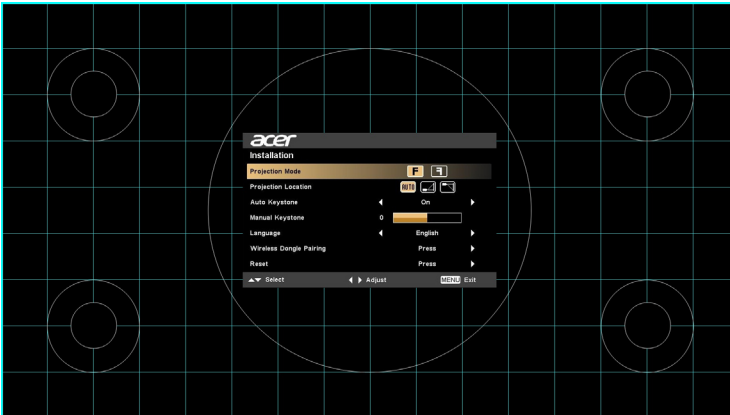 acer
Installation
Projection Mode F F
Projection Location AUTO
Auto Keystone On
Manual Keystone 0
Language English
Wireless Dongle Pairing Press
Reset Press
Select Adjust MENU Exit